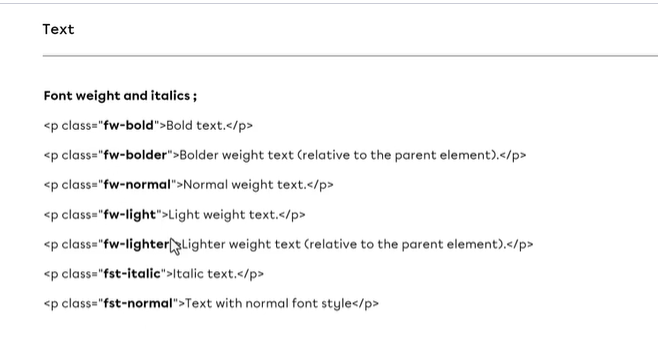 Text
Font weight and italics ;
<p class="fw-bold">Bold text.</p>
<p class="fw-bolder">Bolder weight text (relative to the parent element).</p>
<p class="fw-normal">Normal weight text.</p>
<p class="fw-light">Light weight text.</p>
<p class="fw-lighter">Lighter weight text (relative to the parent element).</p>
<p class="fst-italic">Italic text.</p>
<p class="fst-normal">Text with normal font style</p>